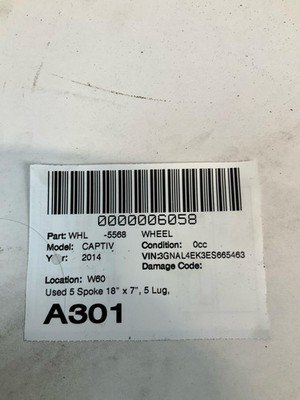 0000006058
Part: WHL -5568 WHEEL
Model: CAPTIV Condition: 0cc
Year: 2014 VIN:3GNAL4EK3ES665463
Damage Code:
Location: W60
Used 5 Spoke 18" x 7", 5 Lug,
A301